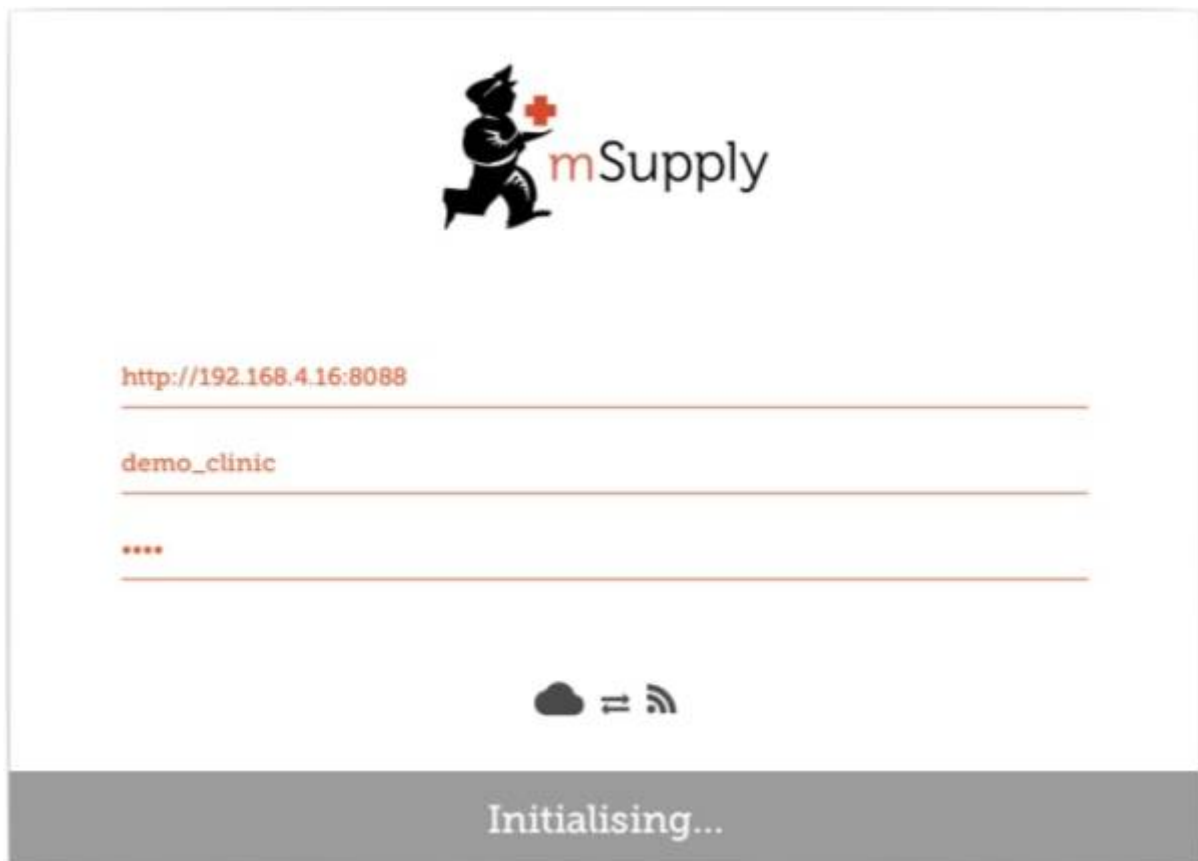 mSupply
http://192.168.4.16:8088
demo_clinic
••••
Initialising...